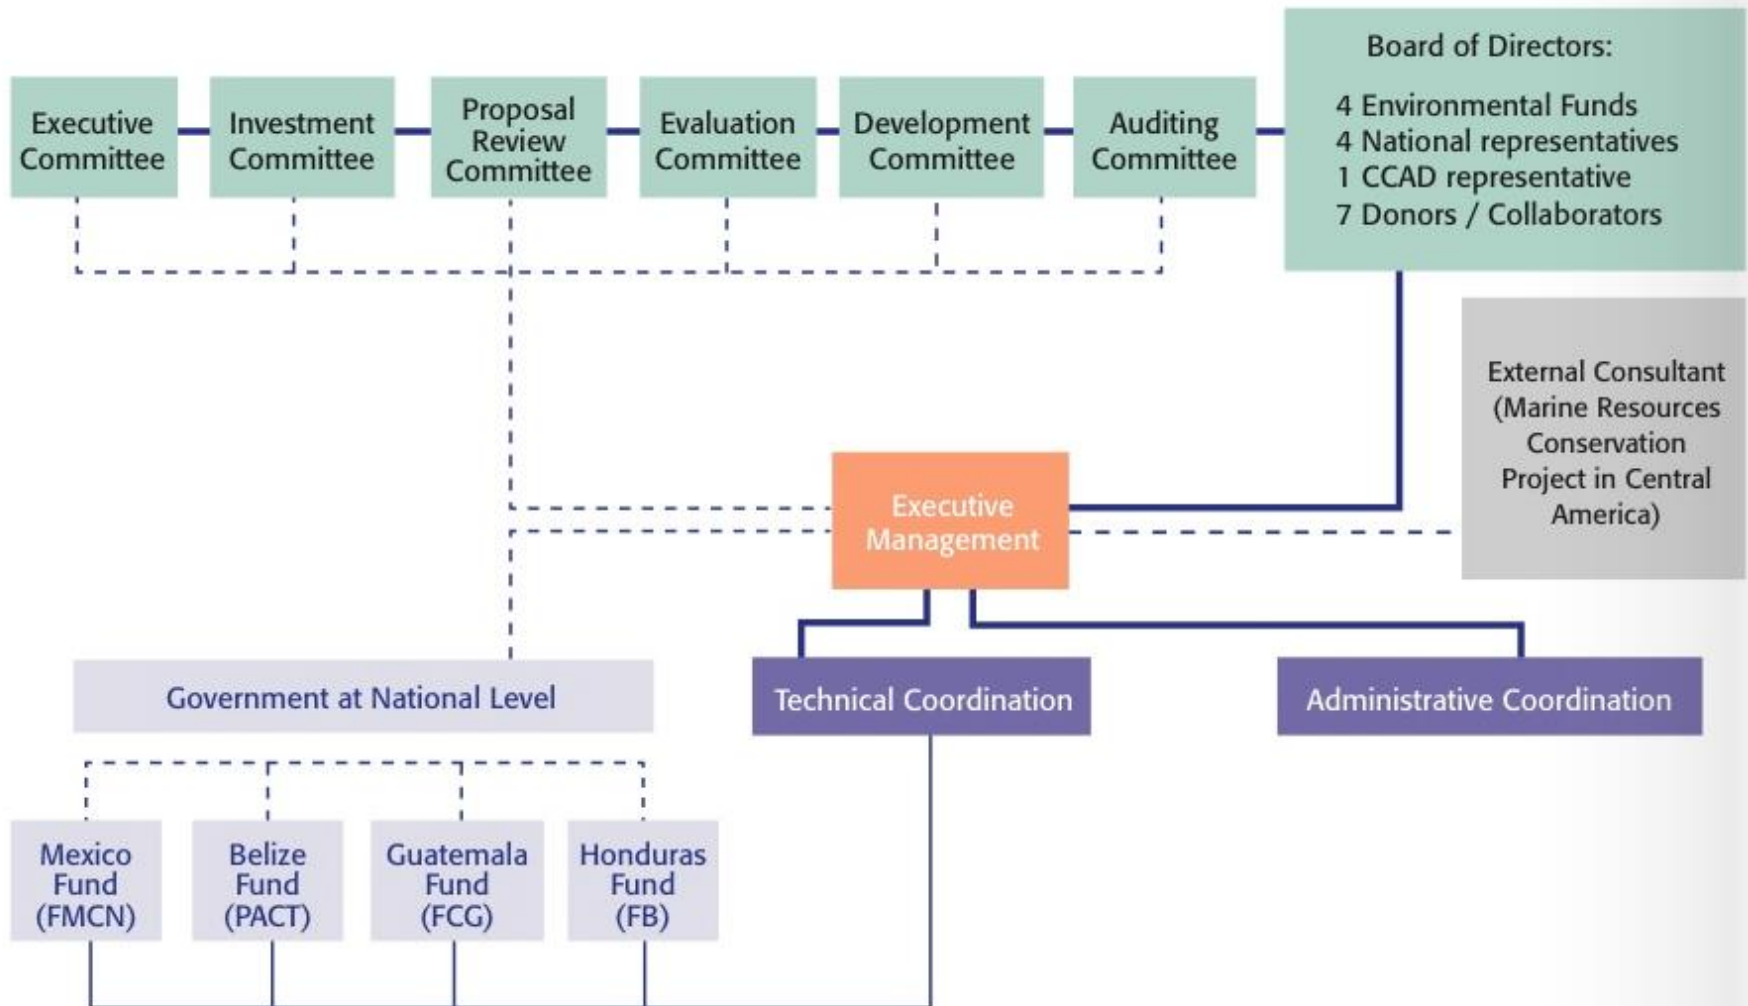 Board of Directors:
4 Environmental Funds
4 National representatives
1 CCAD representative
7 Donors / Collaborators
Executive
Committee
Investment
Committee
Proposal
Review
Committee
Evaluation
Committee
Development
Committee
Auditing
Committee
External Consultant
(Marine Resources
Conservation
Project in Central
America)
Executive
Management
Government at National Level
Technical Coordination
Administrative Coordination
Mexico
Fund
(FMCN)
Belize
Fund
(PACT)
Guatemala
Fund
(FCG)
Honduras
Fund
(FB)